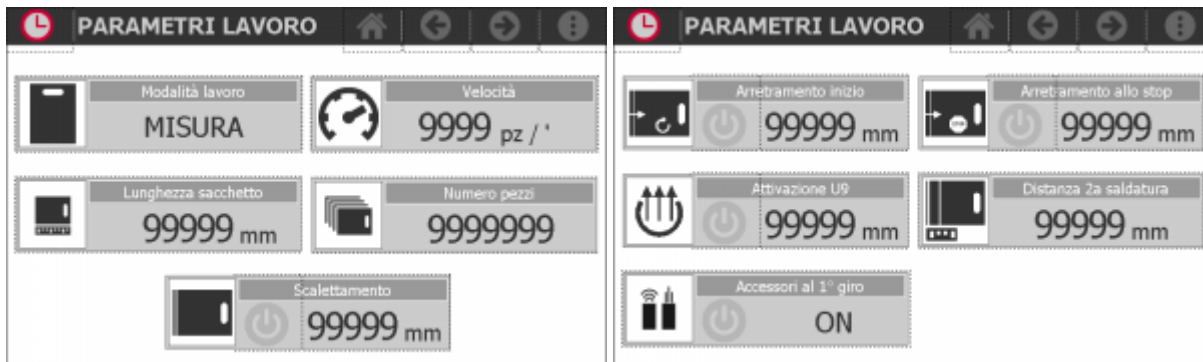 PARAMETRI LAVORO
Modalità lavoro
MISURA
Velocità
9999 pz / '
Lunghezza sacchetto
99999 mm
Numero pezzi
9999999
Scalettamento
99999 mm
PARAMETRI LAVORO
Arretramento inizio
99999 mm
Arretramento allo stop
99999 mm
Attivazione U9
99999 mm
Distanza 2a saldatura
99999 mm
Accessori al 1° giro
ON